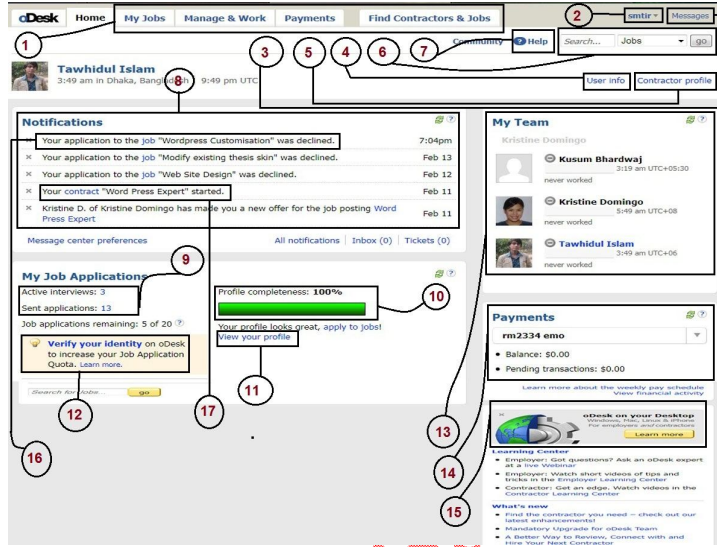 oDesk Home My Jobs Manage & Work Payments Find Contractors & Jobs
2 smtir Messages
1
3 5 4 6 7
Community Help Search... Jobs go
Tawhidul Islam
3:49 am in Dhaka, Bangladesh 9:49 pm UTC
8
User info Contractor profile
Notifications
Your application to the job "Wordpress Customisation" was declined. 7:04pm
Your application to the job "Modify existing thesis skin" was declined. Feb 13
Your application to the job "Web Site Design" was declined. Feb 12
Your contract "Word Press Expert" started. Feb 11
Kristine D. of Kristine Domingo has made you a new offer for the job posting Word
Press Expert Feb 11
Message center preferences All notifications Inbox (0) Tickets (0)
My Team
Kristine Domingo
Kusum Bhardwaj
3:19 am UTC+05:30
never worked
Kristine Domingo
5:49 am UTC+08
never worked
Tawhidul Islam
3:49 am UTC+06
never worked
9
My Job Applications
Active interviews: 3
Sent applications: 13
Job applications remaining: 5 of 20
Verify your identity on oDesk
to increase your Job Application
Quota. Learn more.
Search for Jobs... go
Profile completeness: 100%
10
Your profile looks great, apply to jobs!
View your profile
11
12
17
13
16
14
15
Payments
rm2334 emo
Balance: $0.00
Pending transactions: $0.00
Learn more about the weekly pay schedule
View financial activity
oDesk on your Desktop
Windows, Mac, Linux & iPhone
For employers and contractors
Learn more
Learning Center
Employer: Got questions? Ask an oDesk expert
at a live Webinar
Employer: Watch short videos of tips and
tricks in the Employer Learning Center
Contractor: Get an edge. Watch videos in the
Contractor Learning Center
What's new
Find the contractor you need – check out our
latest enhancements!
Mandatory Upgrade for oDesk Team
A Better Way to Review, Connect with and
Hire Your Next Contractor